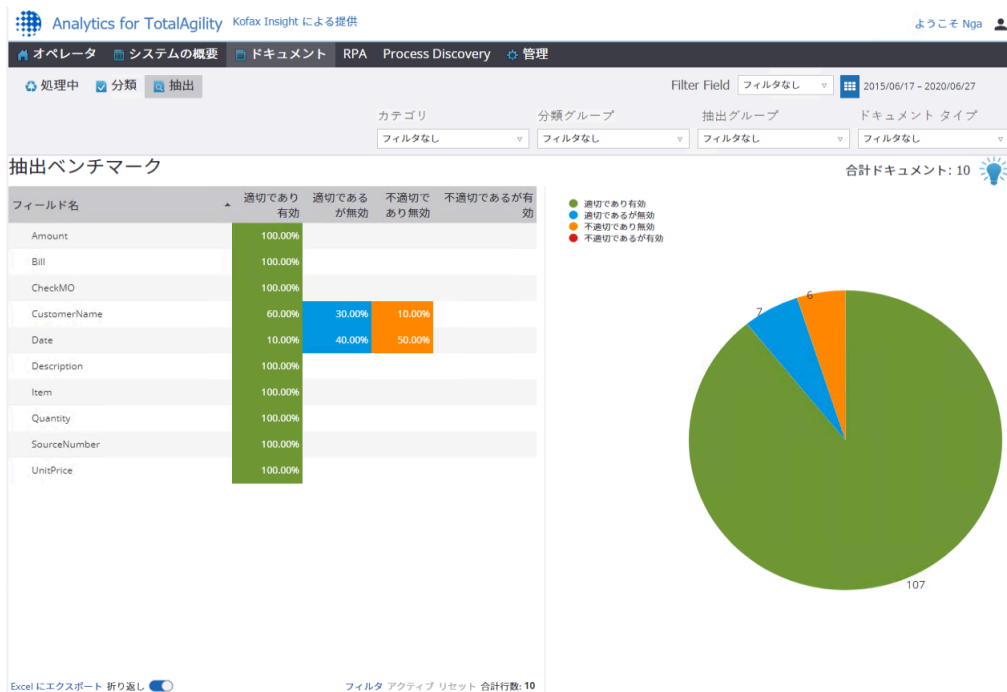 Analytics for TotalAgility Kofax Insight による提供 ようこそ Nga
オペレータ システムの概要 ドキュメント RPA Process Discovery 管理
処理中 分類 抽出 Filter Field フィルタなし 2015/06/17 – 2020/06/27
カテゴリ 分類グループ 抽出グループ ドキュメント タイプ
フィルタなし フィルタなし フィルタなし フィルタなし
抽出ベンチマーク 合計ドキュメント: 10
フィールド名 適切であり有効 適切であるが無効 不適切であり無効 不適切であるが有効
Amount 100.00%
Bill 100.00%
CheckMO 100.00%
CustomerName 60.00% 30.00% 10.00%
Date 10.00% 40.00% 50.00%
Description 100.00%
Item 100.00%
Quantity 100.00%
SourceNumber 100.00%
UnitPrice 100.00%
適切であり有効
適切であるが無効
不適切であり無効
不適切であるが有効
6
7
107
Excel にエクスポート 折り返し フィルタ アクティブ リセット 合計行数: 10